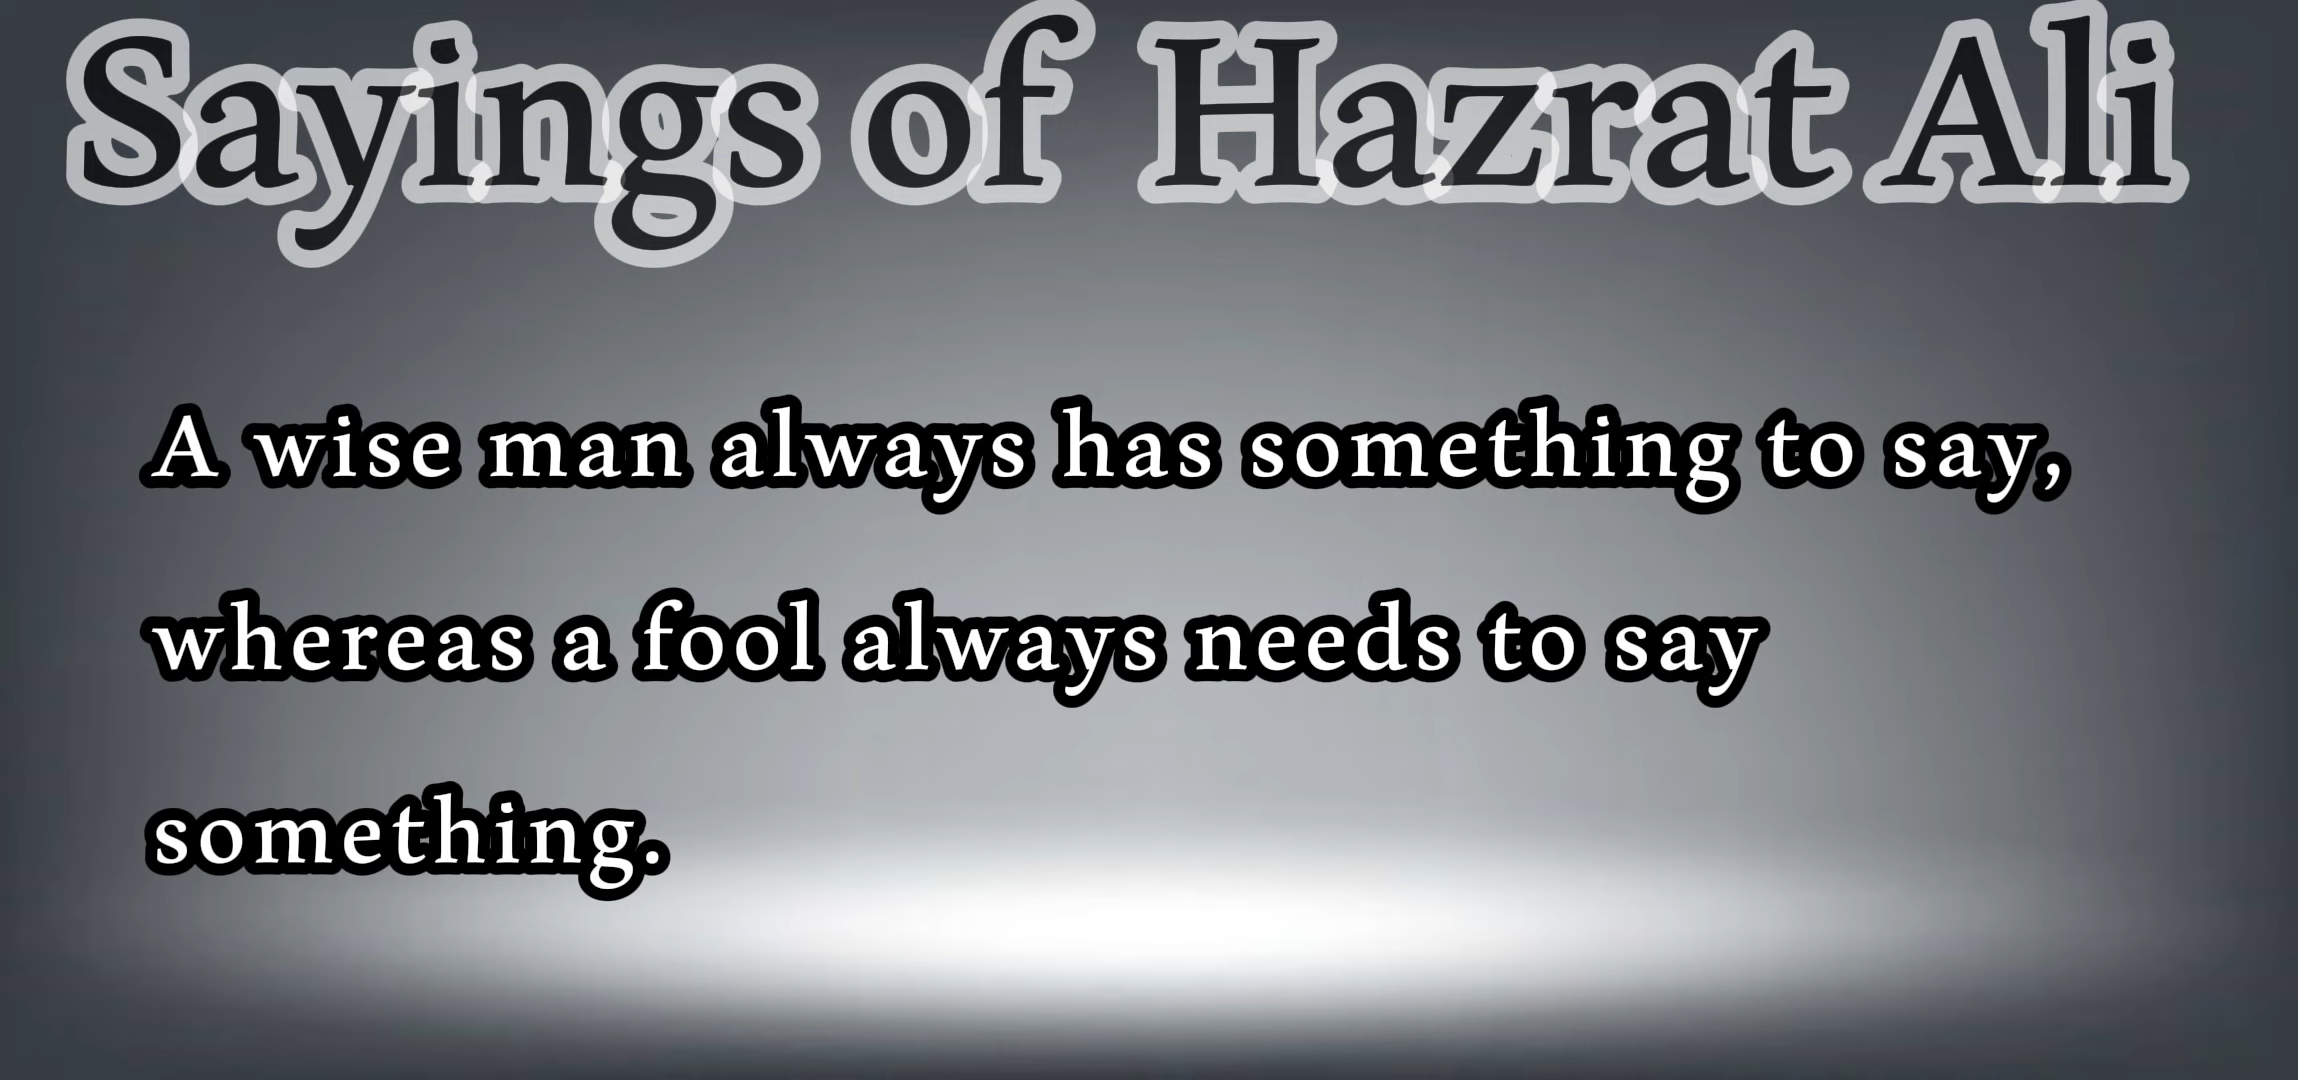 Sayings of Hazrat Ali
A wise man always has something to say,
whereas a fool always needs to say
something.